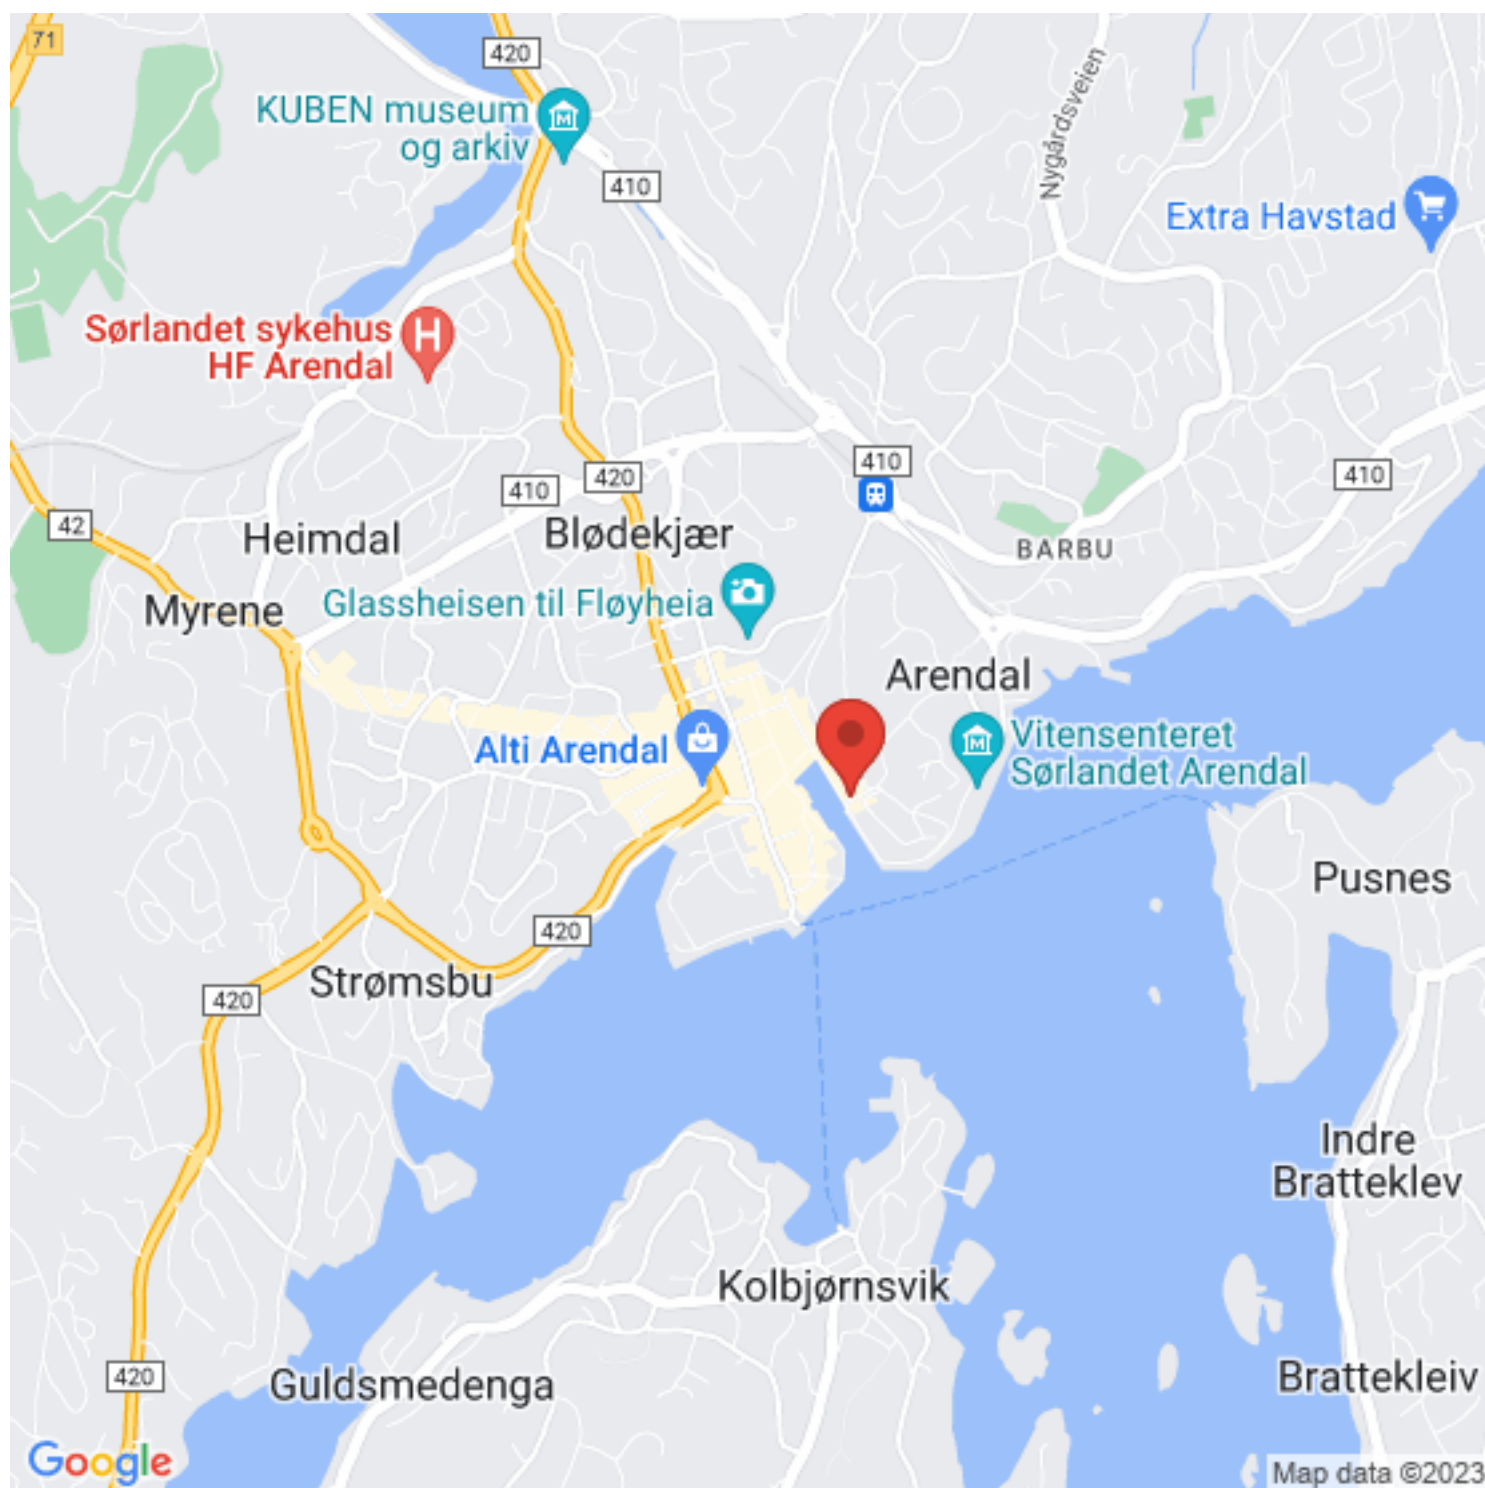 71
420
KUBEN museum
og arkiv
410
Nygårdsveien
Extra Havstad
Sørlandet sykehus
HF Arendal
410
420
410
410
42
Heimdal
Blødekjær
BARBU
Myrene
Glassheisen til Fløyheia
Arendal
Alti Arendal
Vitensenteret
Sørlandet Arendal
Pusnes
420
Strømsbu
420
Indre
Bratteklev
Kolbjørnsvik
420
Guldsmedenga
Brattekleiv
Google
Map data ©2023